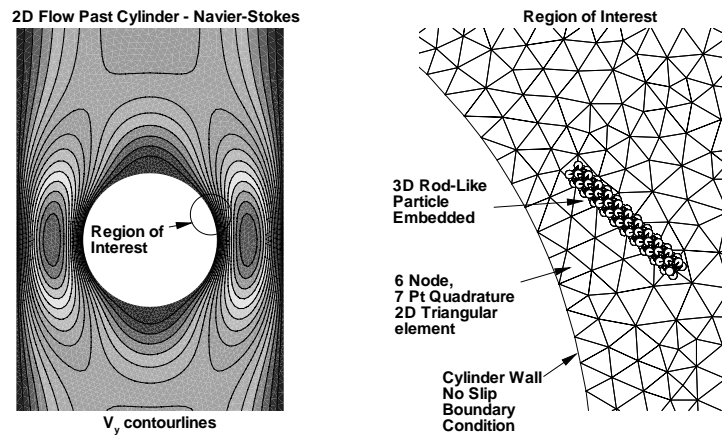 2D Flow Past Cylinder - Navier-Stokes
Region of
Interest
V_y contourlines
Region of Interest
3D Rod-Like
Particle
Embedded
6 Node,
7 Pt Quadrature
2D Triangular
element
Cylinder Wall
No Slip
Boundary
Condition